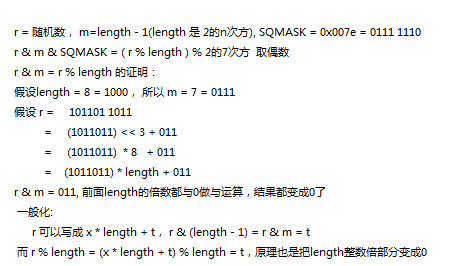 r = 随机数， m=length - 1(length 是 2的n次方), SQMASK = 0x007e = 0111 1110
r & m & SQMASK = ( r % length ) % 2的7次方  取偶数
r & m = r % length 的证明：
假设length = 8 = 1000， 所以 m = 7 = 0111
假设 r =     101101 1011
=     (1011011) << 3 + 011
=     (1011011)  * 8   + 011
=    (1011011) * length + 011
r & m = 011, 前面length的倍数都与0做与运算，结果都变成0了
一般化:
r 可以写成 x * length + t， r & (length - 1) = r & m = t
而 r % length = (x * length + t) % length = t，原理也是把length整数倍部分变成0